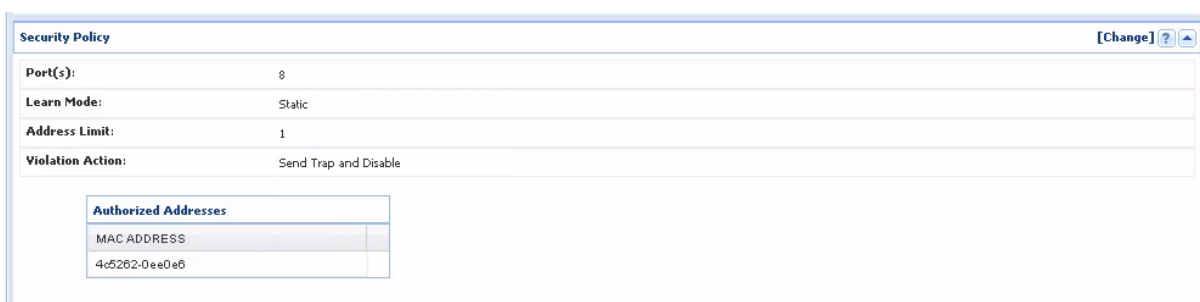 Security Policy [Change] ?
Port(s): 8
Learn Mode: Static
Address Limit: 1
Violation Action: Send Trap and Disable
Authorized Addresses
MAC ADDRESS
4c5262-0ee0e6